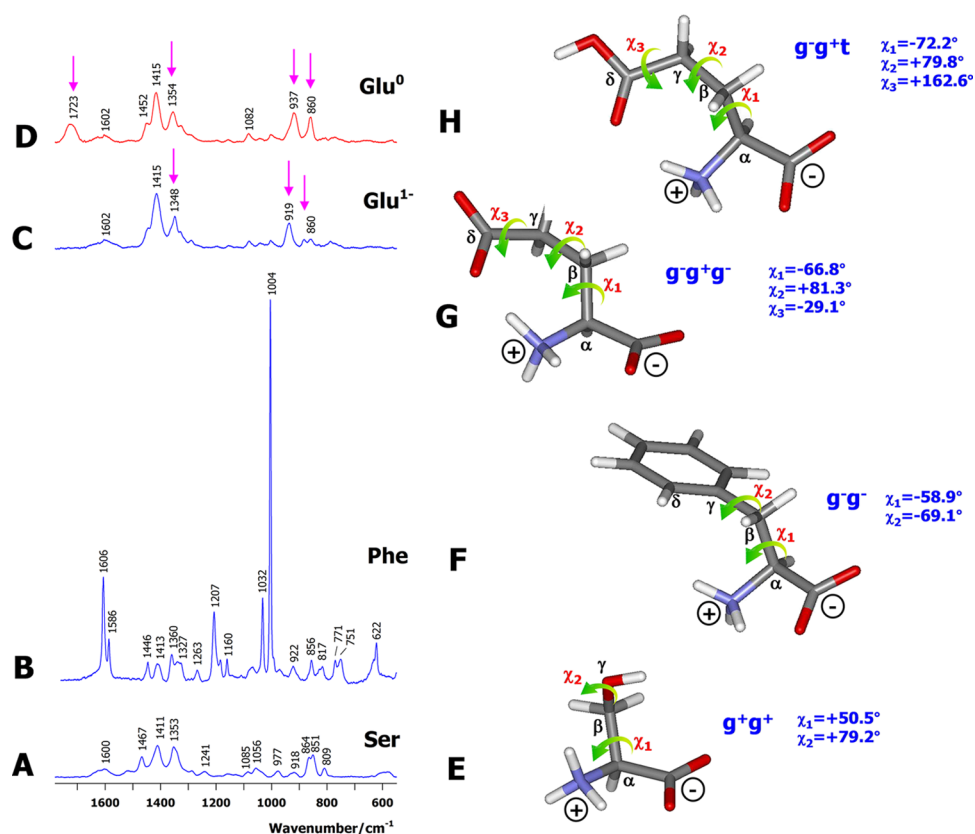 D
Glu⁰
1723
1602
1452
1415
1354
1082
937
860
C
Glu¹⁻
1602
1415
1348
919
860
B
Phe
1606
1586
1446
1413
1360
1327
1263
1207
1160
1032
1004
922
856
817
771
751
622
A
Ser
1600
1467
1411
1353
1241
1085
1056
977
918
864
851
809
1600 1400 1200 1000 800 600
Wavenumber/cm⁻¹
H
g⁻g⁺t
χ₁=-72.2°
χ₂=+79.8°
χ₃=+162.6°
χ₃ χ₂ χ₁
δ γ β α
+ -
G
g⁻g⁺g⁻
χ₁=-66.8°
χ₂=+81.3°
χ₃=-29.1°
χ₃ χ₂ χ₁
δ γ β α
+ -
F
g⁻g⁻
χ₁=-58.9°
χ₂=-69.1°
χ₂ χ₁
δ γ β α
+ -
E
g⁺g⁺
χ₁=+50.5°
χ₂=+79.2°
χ₂ χ₁
γ β α
+ -